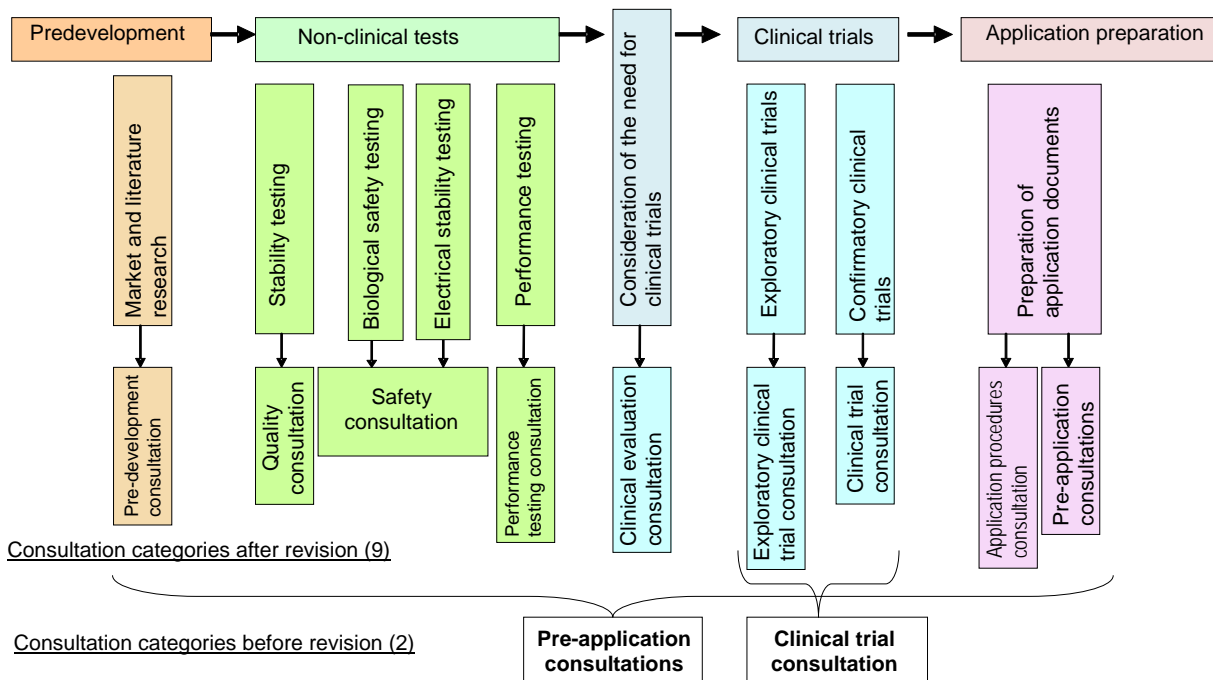 Predevelopment
Non-clinical tests
Clinical trials
Application preparation
Market and literature
research
Stability testing
Biological safety testing
Electrical stability testing
Performance testing
Consideration of the need for
clinical trials
Exploratory clinical trials
Confirmatory clinical
trials
Preparation of
application documents
Pre-development
consultation
Quality
consultation
Safety
consultation
Performance
testing consultation
Clinical evaluation
consultation
Exploratory clinical
trial consultation
Clinical trial
consultation
Application procedures
consultation
Pre-application
consultations
Consultation categories after revision (9)
Consultation categories before revision (2)
Pre-application
consultations
Clinical trial
consultation